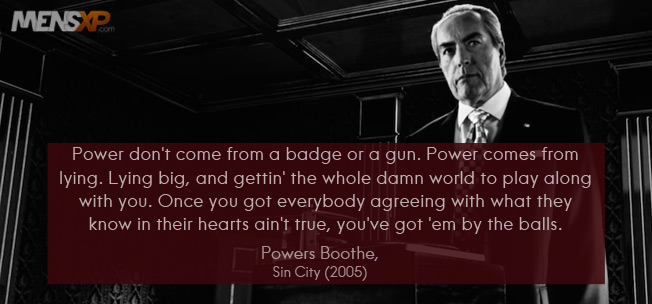 MENSXP.com
Power don't come from a badge or a gun. Power comes from
lying. Lying big, and gettin' the whole damn world to play along
with you. Once you got everybody agreeing with what they
know in their hearts ain't true, you've got 'em by the balls.
Powers Boothe,
Sin City (2005)